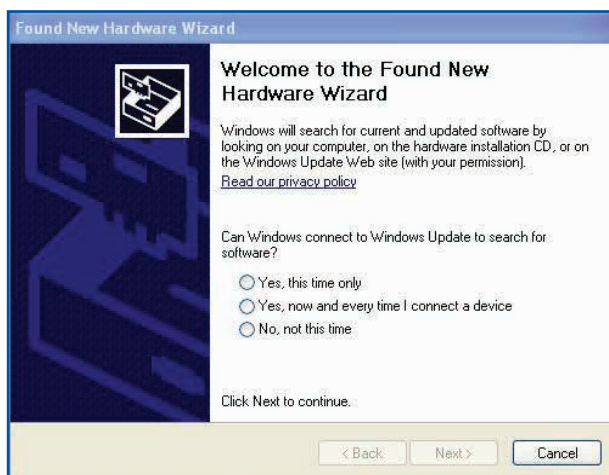 Found New Hardware Wizard
Welcome to the Found New
Hardware Wizard
Windows will search for current and updated software by
looking on your computer, on the hardware installation CD, or on
the Windows Update Web site (with your permission).
Read our privacy policy
Can Windows connect to Windows Update to search for
software?
Yes, this time only
Yes, now and every time I connect a device
No, not this time
Click Next to continue.
< Back
Next >
Cancel